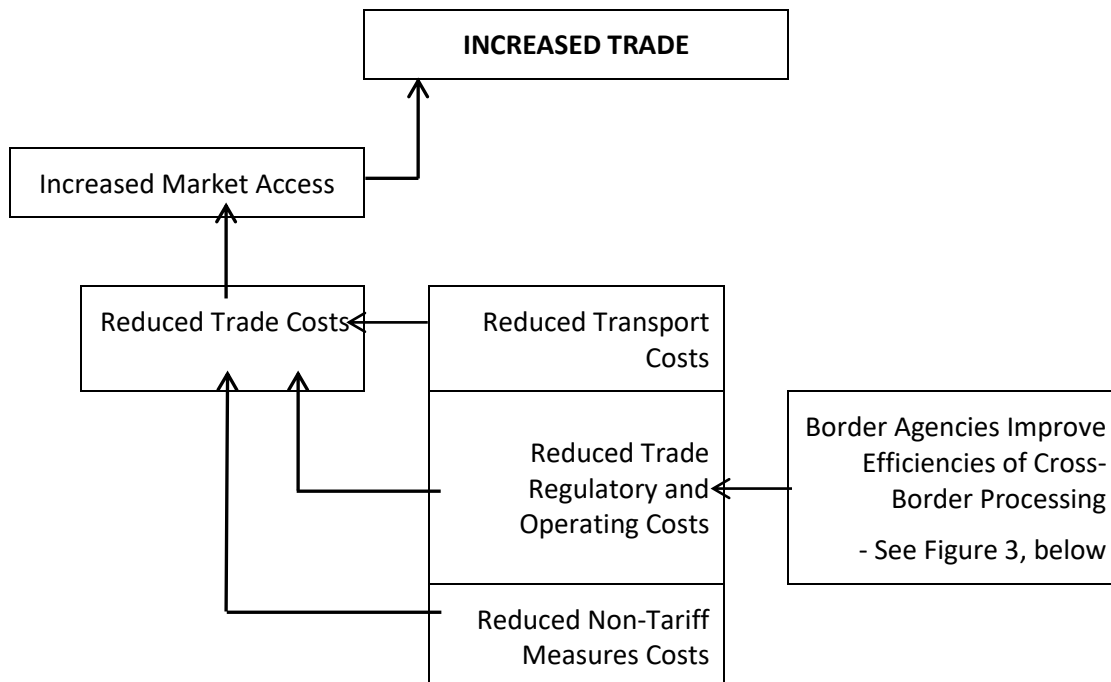 INCREASED TRADE
Increased Market Access
Reduced Trade Costs
Reduced Transport
Costs
Reduced Trade
Regulatory and
Operating Costs
Border Agencies Improve
Efficiencies of Cross-
Border Processing
- See Figure 3, below
Reduced Non-Tariff
Measures Costs